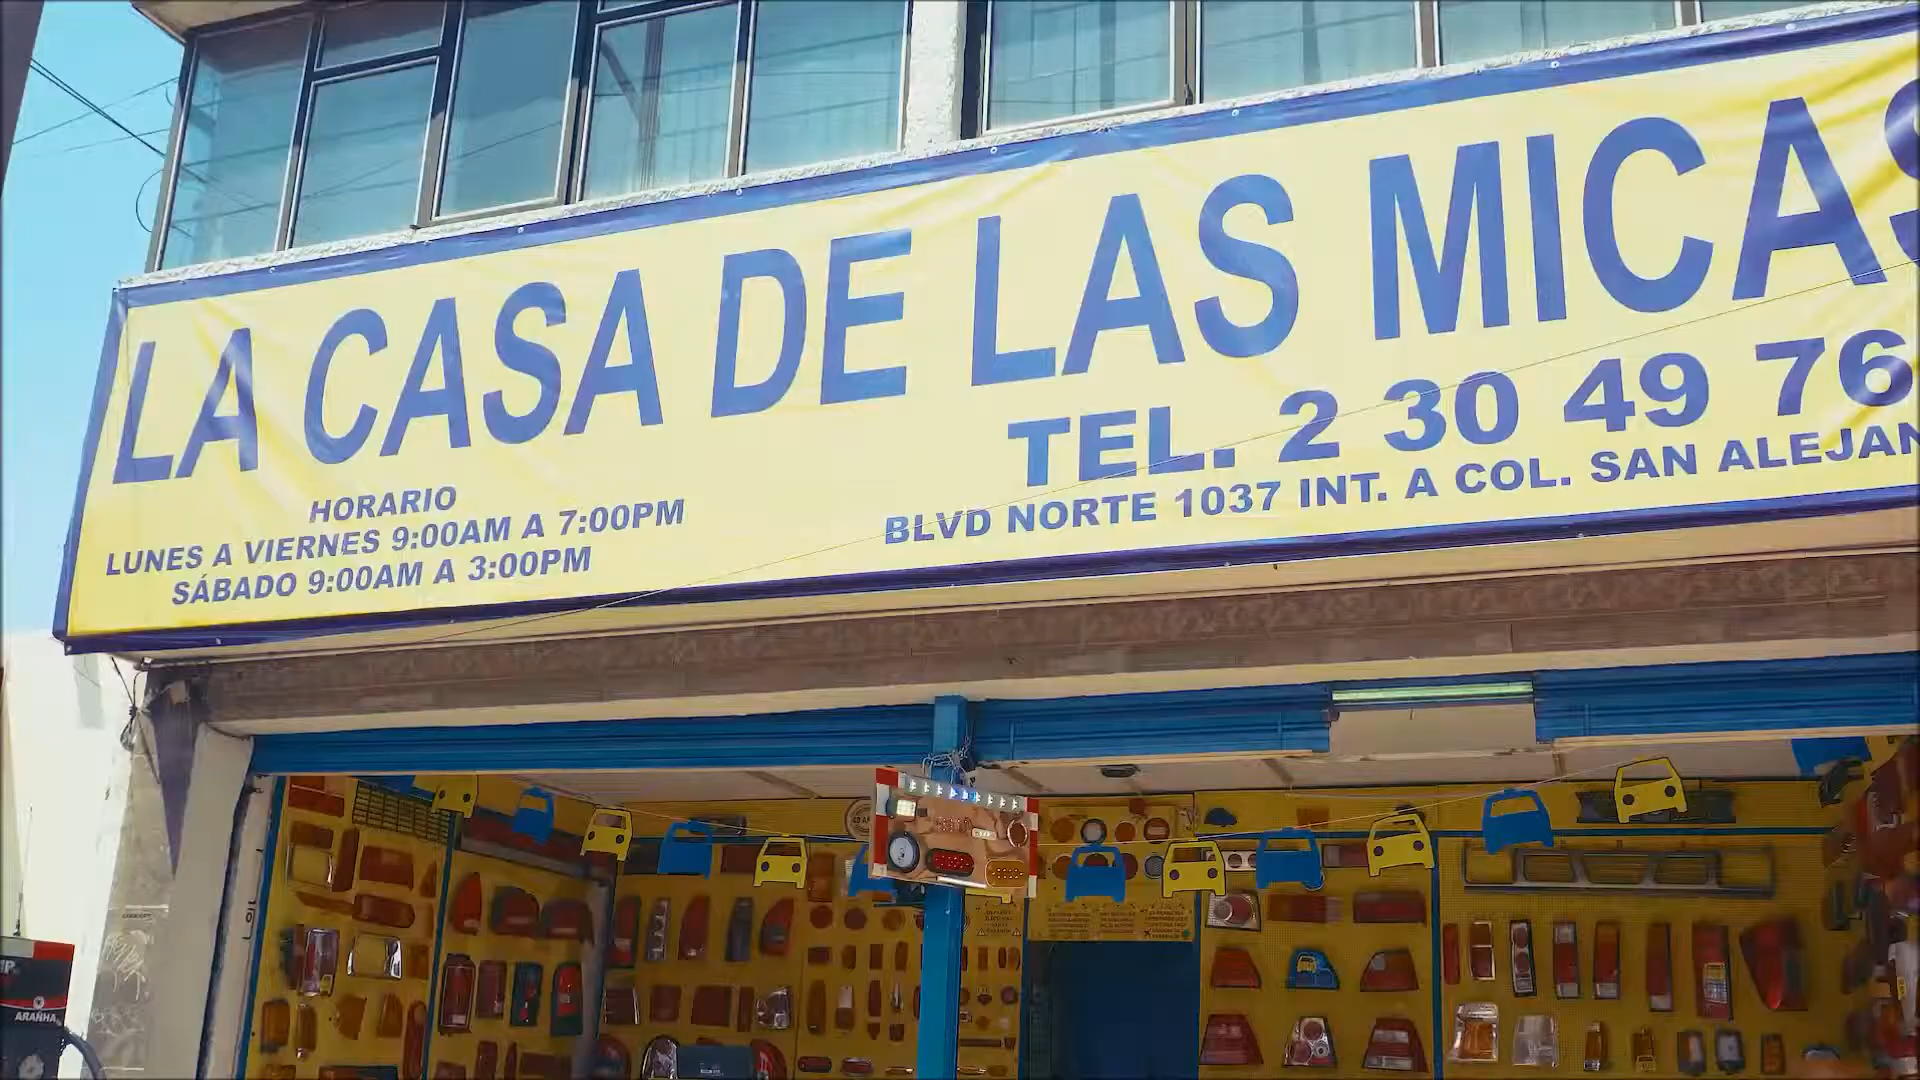 LA CASA DE LAS MICAS
TEL. 2 30 49 76
BLVD NORTE 1037 INT. A COL. SAN ALEJAN
HORARIO
LUNES A VIERNES 9:00AM A 7:00PM
SÁBADO 9:00AM A 3:00PM
ARAÑHA